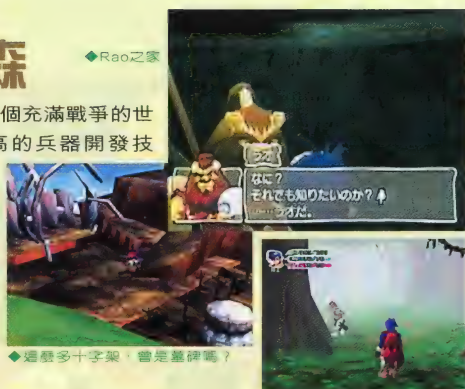 森
◆Rao之家
個充滿戰爭的世
高的兵器開發技
ラオ
なに？
それでも知りたいのか？
……ラオだ。
◆這麼多十字架，會是墓碑嗎？